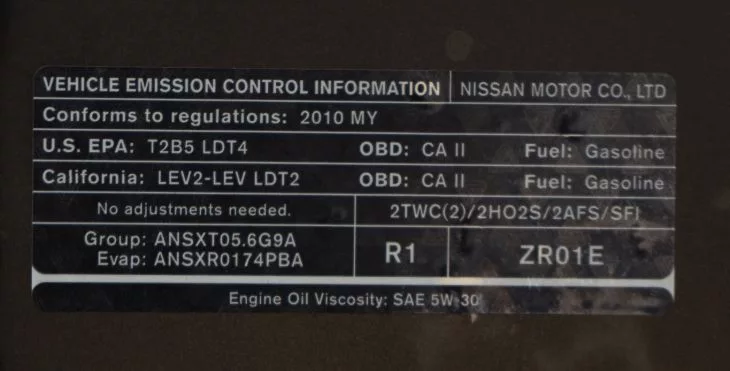 VEHICLE EMISSION CONTROL INFORMATION NISSAN MOTOR CO., LTD
Conforms to regulations: 2010 MY
U.S. EPA: T2B5 LDT4 OBD: CA II Fuel: Gasoline
California: LEV2-LEV LDT2 OBD: CA II Fuel: Gasoline
No adjustments needed. 2TWC(2)/2HO2S/2AFS/SFI
Group: ANSXT05.6G9A
Evap: ANSXR0174PBA
R1 ZR01E
Engine Oil Viscosity: SAE 5W-30